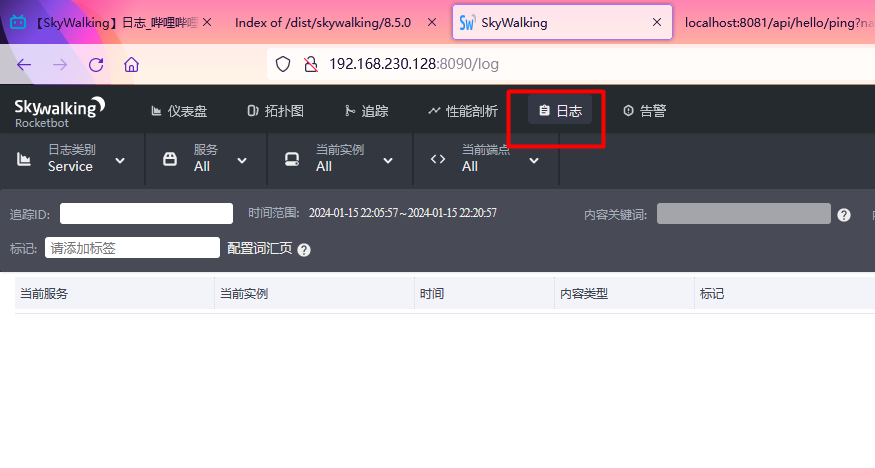 【SkyWalking】日志_哔哩哔哩
Index of /dist/skywalking/8.5.0
SkyWalking
localhost:8081/api/hello/ping?na
192.168.230.128:8090/log
Skywalking
Rocketbot
仪表盘
拓扑图
追踪
性能剖析
日志
告警
日志类别
Service
服务
All
当前实例
All
当前端点
All
追踪ID:
时间范围: 2024-01-15 22:05:57 ~ 2024-01-15 22:20:57
内容关键词:
标记: 请添加标签 配置词汇页
当前服务 当前实例 时间 内容类型 标记